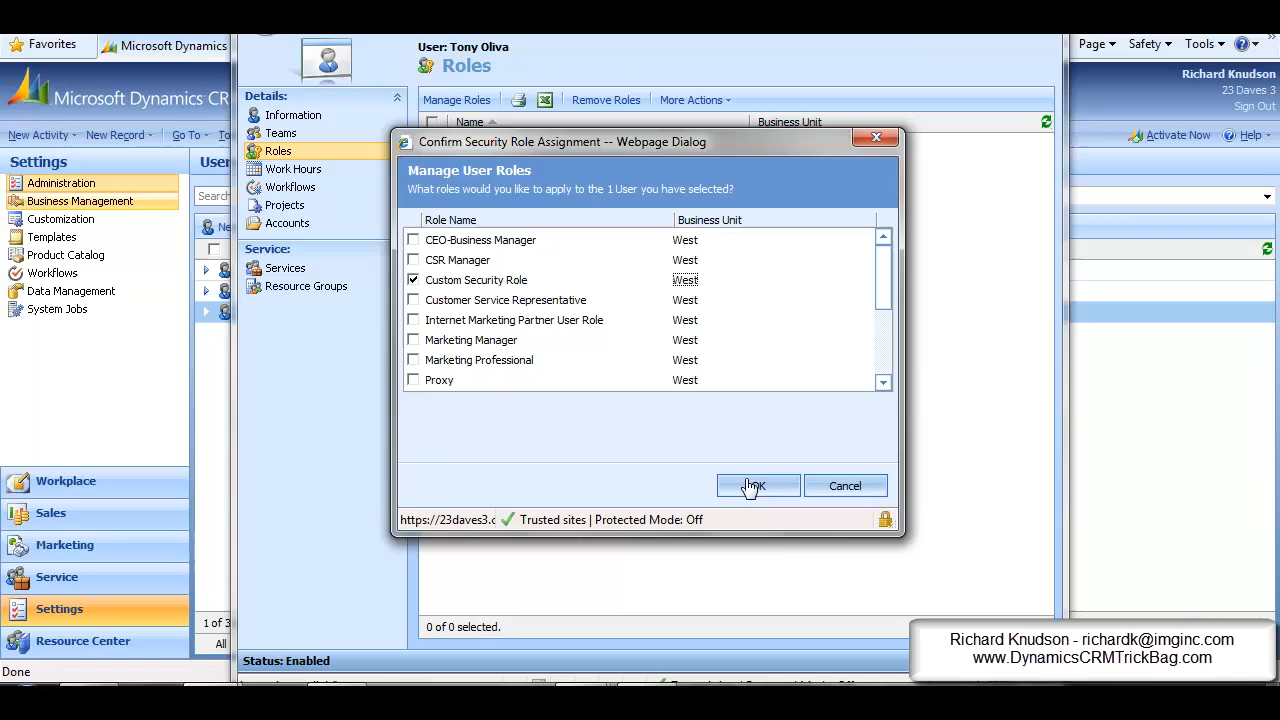 Favorites
Microsoft Dynamics
Page
Safety
Tools
Microsoft Dynamics CR
Richard Knudson
23 Daves 3
Sign Out
New Activity
New Record
Go To
Activate Now
Help
Settings
Administration
Business Management
Customization
Templates
Product Catalog
Workflows
Data Management
System Jobs
Workplace
Sales
Marketing
Service
Settings
Resource Center
Done
User
Search
1 of 3
All
Details:
Information
Teams
Roles
Work Hours
Workflows
Projects
Accounts
Service:
Services
Resource Groups
User: Tony Oliva
Roles
Manage Roles
Remove Roles
More Actions
Name
Business Unit
0 of 0 selected.
Status: Enabled
Confirm Security Role Assignment -- Webpage Dialog
Manage User Roles
What roles would you like to apply to the 1 User you have selected?
Role Name Business Unit
CEO-Business Manager West
CSR Manager West
Custom Security Role West
Customer Service Representative West
Internet Marketing Partner User Role West
Marketing Manager West
Marketing Professional West
Proxy West
OK
Cancel
https://23daves3.c
Trusted sites | Protected Mode: Off
Richard Knudson - richardk@imginc.com
www.DynamicsCRMTrickBag.com